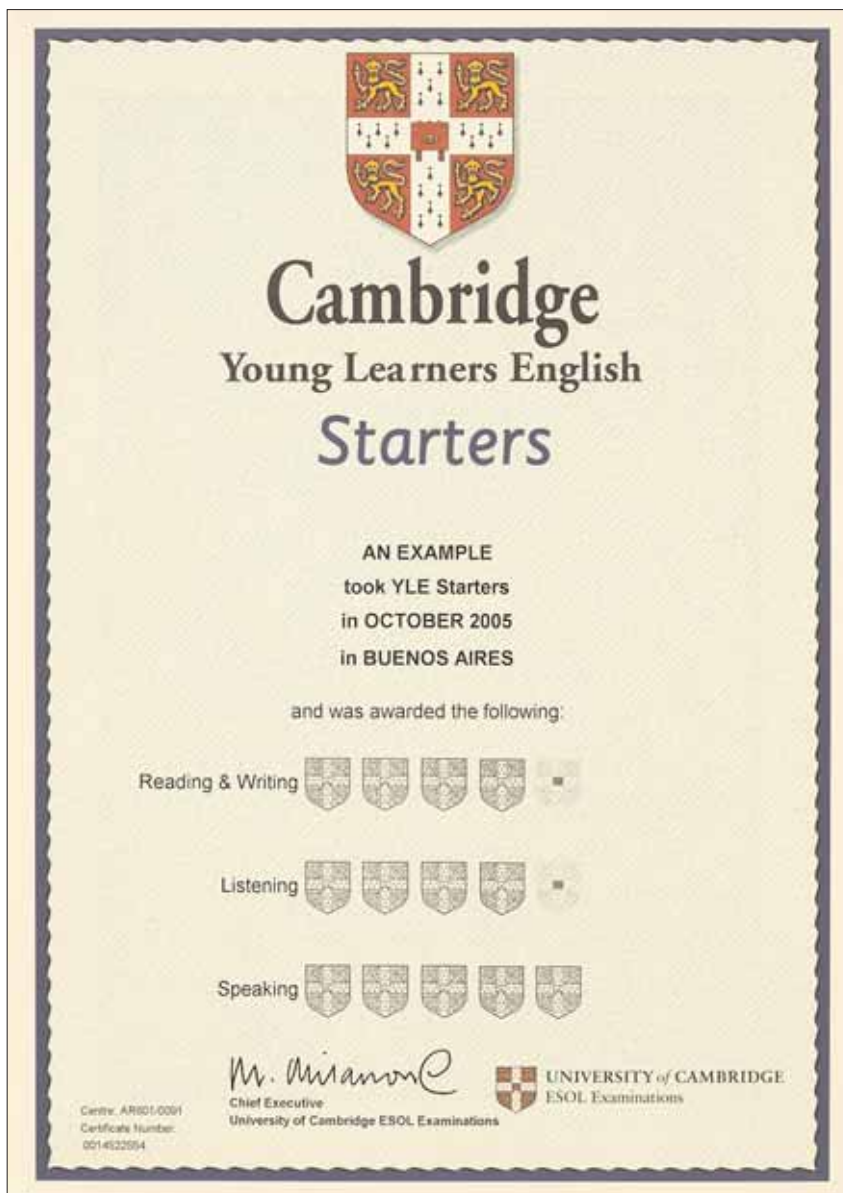 Cambridge
Young Learners English
Starters
AN EXAMPLE
took YLE Starters
in OCTOBER 2005
in BUENOS AIRES
and was awarded the following:
Reading & Writing
Listening
Speaking
Chief Executive
University of Cambridge ESOL Examinations
UNIVERSITY of CAMBRIDGE
ESOL Examinations
Centre: AR601-0091
Certificate Number: